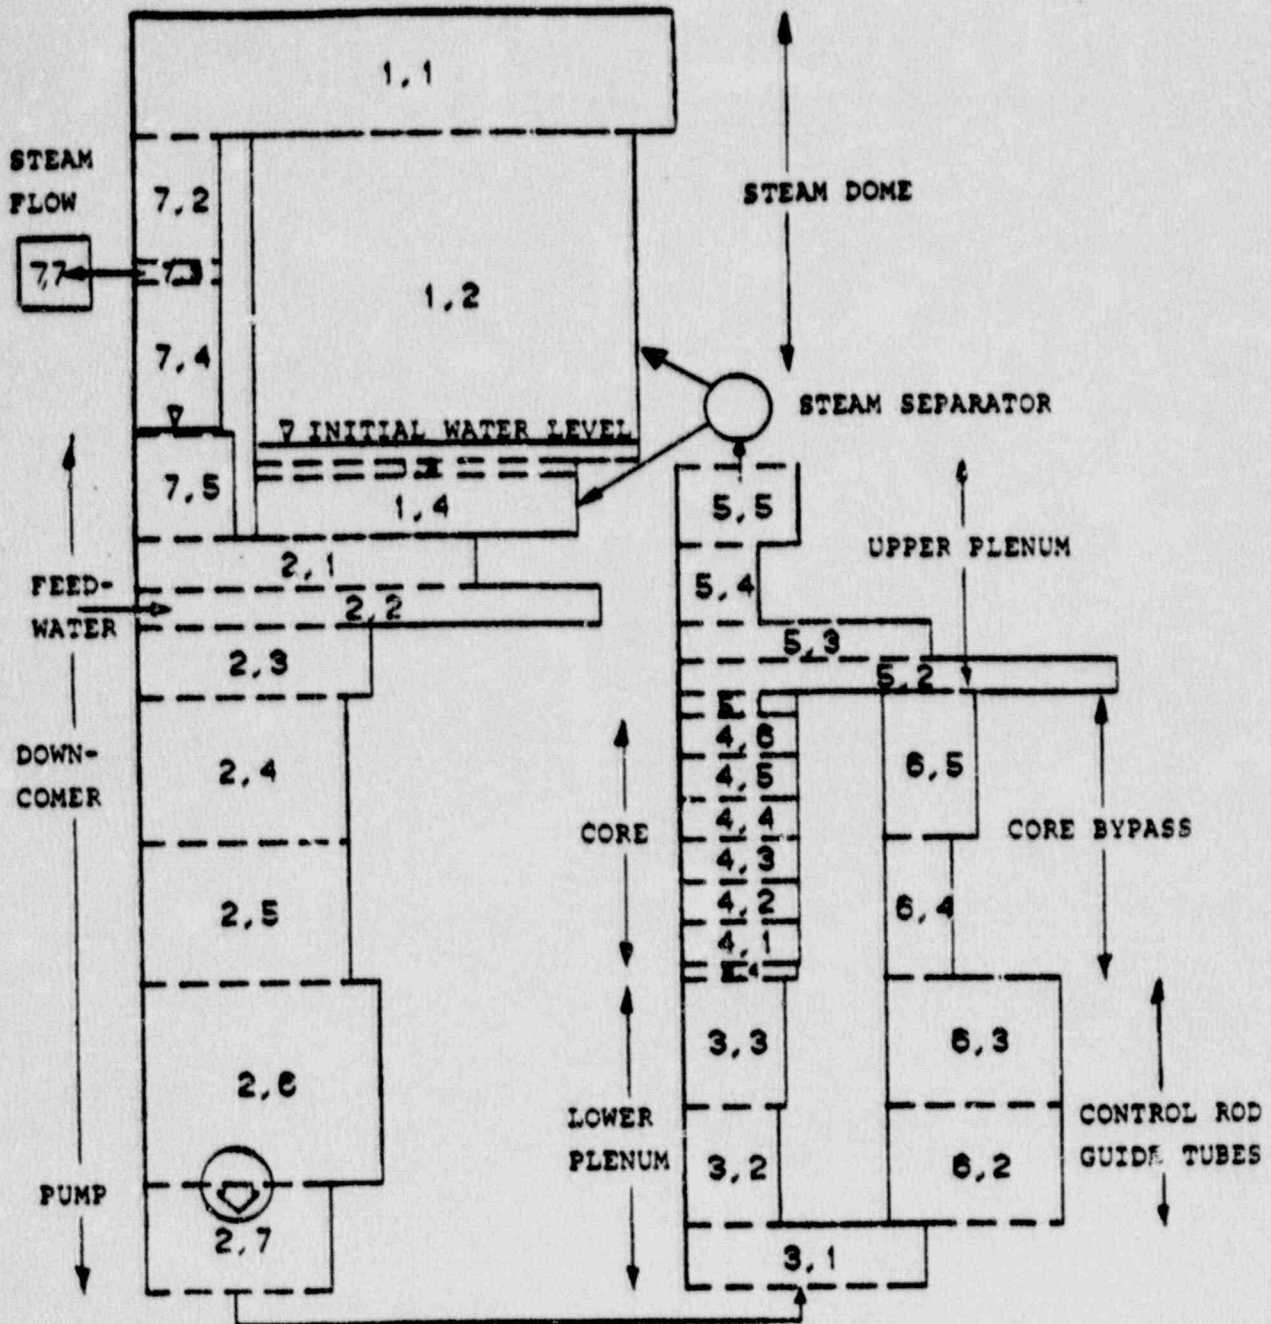 1,1
STEAM
FLOW
7,2
STEAM DOME
7,7
1,2
7,4
STEAM SEPARATOR
▽ INITIAL WATER LEVEL
7,5
1,4
5,5
UPPER PLENUM
2,1
5,4
FEED-
WATER
2,2
5,3
2,3
5,2
4,6
DOWN-
COMER
2,4
4,5
6,5
4,4
CORE
CORE BYPASS
4,3
2,5
4,2
6,4
4,1
3,3
6,3
2,6
LOWER
PLENUM
CONTROL ROD
GUIDE TUBES
3,2
6,2
PUMP
2,7
3,1